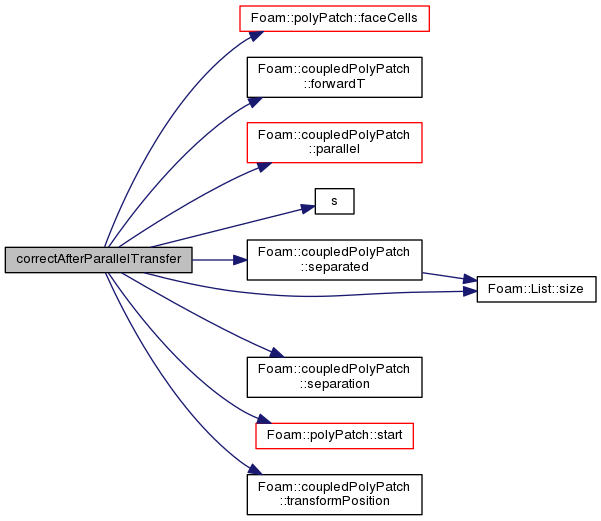 Foam::polyPatch::faceCells
Foam::coupledPolyPatch
::forwardT
Foam::coupledPolyPatch
::parallel
s
correctAfterParallelTransfer
Foam::coupledPolyPatch
::separated
Foam::List::size
Foam::coupledPolyPatch
::separation
Foam::polyPatch::start
Foam::coupledPolyPatch
::transformPosition